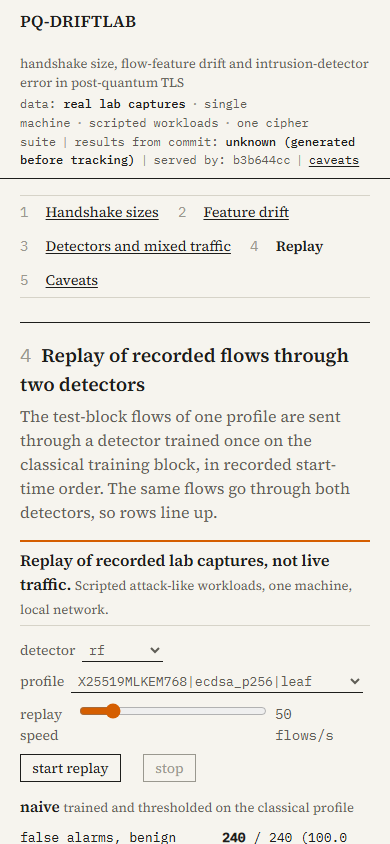 PQ-DRIFTLAB
handshake size, flow-feature drift and intrusion-detector
error in post-quantum TLS
data: real lab captures · single
machine · scripted workloads · one cipher
suite | results from commit: unknown (generated
before tracking) | served by: b3b644cc | caveats
1 Handshake sizes 2 Feature drift
3 Detectors and mixed traffic 4 Replay
5 Caveats
4 Replay of recorded flows through
two detectors
The test-block flows of one profile are sent
through a detector trained once on the
classical training block, in recorded start-
time order. The same flows go through both
detectors, so rows line up.
Replay of recorded lab captures, not live
traffic. Scripted attack-like workloads, one machine,
local network.
detector rf
profile X25519MLKEM768|ecdsa_p256|leaf
replay 50
speed flows/s
start replay stop
naive trained and thresholded on the classical profile
false alarms, benign 240 / 240 (100.0